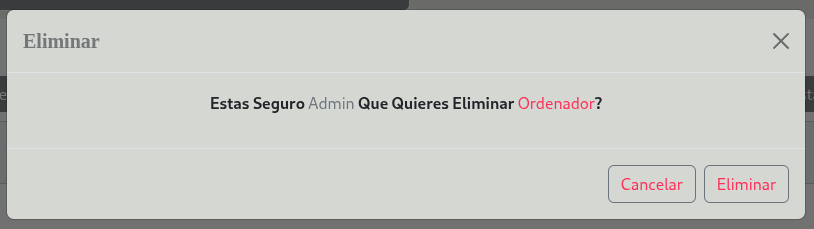 Eliminar
Estas Seguro Admin Que Quieres Eliminar Ordenador?
Cancelar
Eliminar